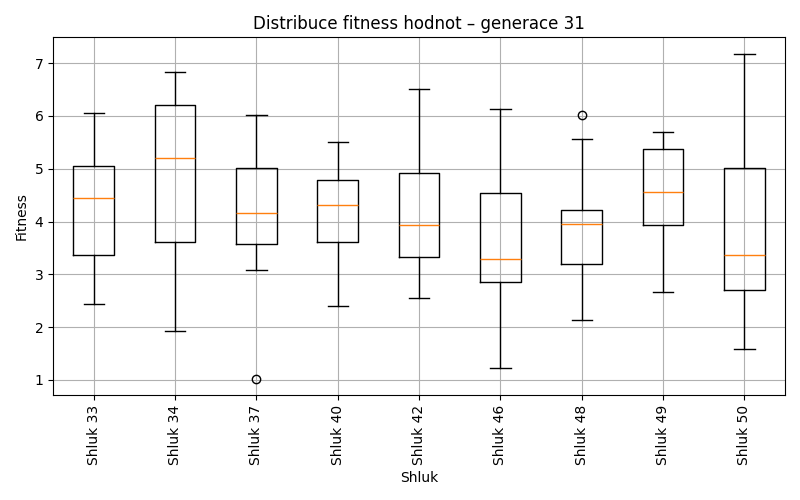 Distribuce fitness hodnot – generace 31
Fitness
7
6
5
4
3
2
1
Shluk 33
Shluk 34
Shluk 37
Shluk 40
Shluk 42
Shluk 46
Shluk 48
Shluk 49
Shluk 50
Shluk